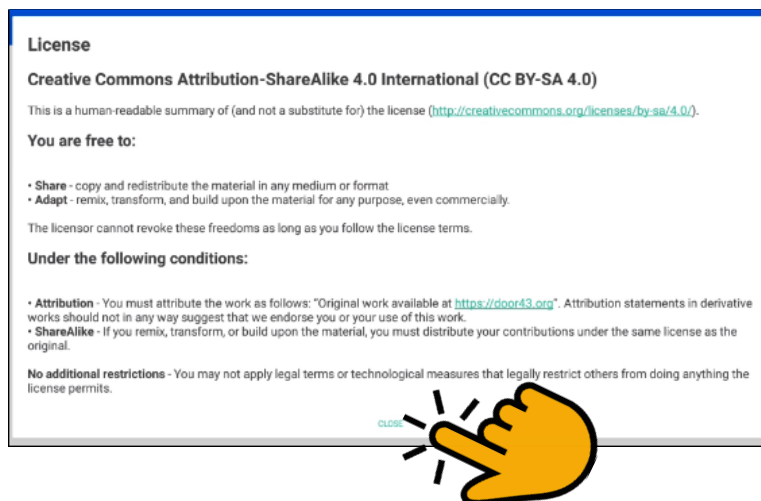 License
Creative Commons Attribution-ShareAlike 4.0 International (CC BY-SA 4.0)
This is a human-readable summary of (and not a substitute for) the license (http://creativecommons.org/licenses/by-sa/4.0/).
You are free to:
• Share - copy and redistribute the material in any medium or format
• Adapt - remix, transform, and build upon the material for any purpose, even commercially.
The licensor cannot revoke these freedoms as long as you follow the license terms.
Under the following conditions:
• Attribution - You must attribute the work as follows: "Original work available at https://door43.org". Attribution statements in derivative
works should not in any way suggest that we endorse you or your use of this work.
• ShareAlike - If you remix, transform, or build upon the material, you must distribute your contributions under the same license as the
original.
No additional restrictions - You may not apply legal terms or technological measures that legally restrict others from doing anything the
license permits.
CLOSE